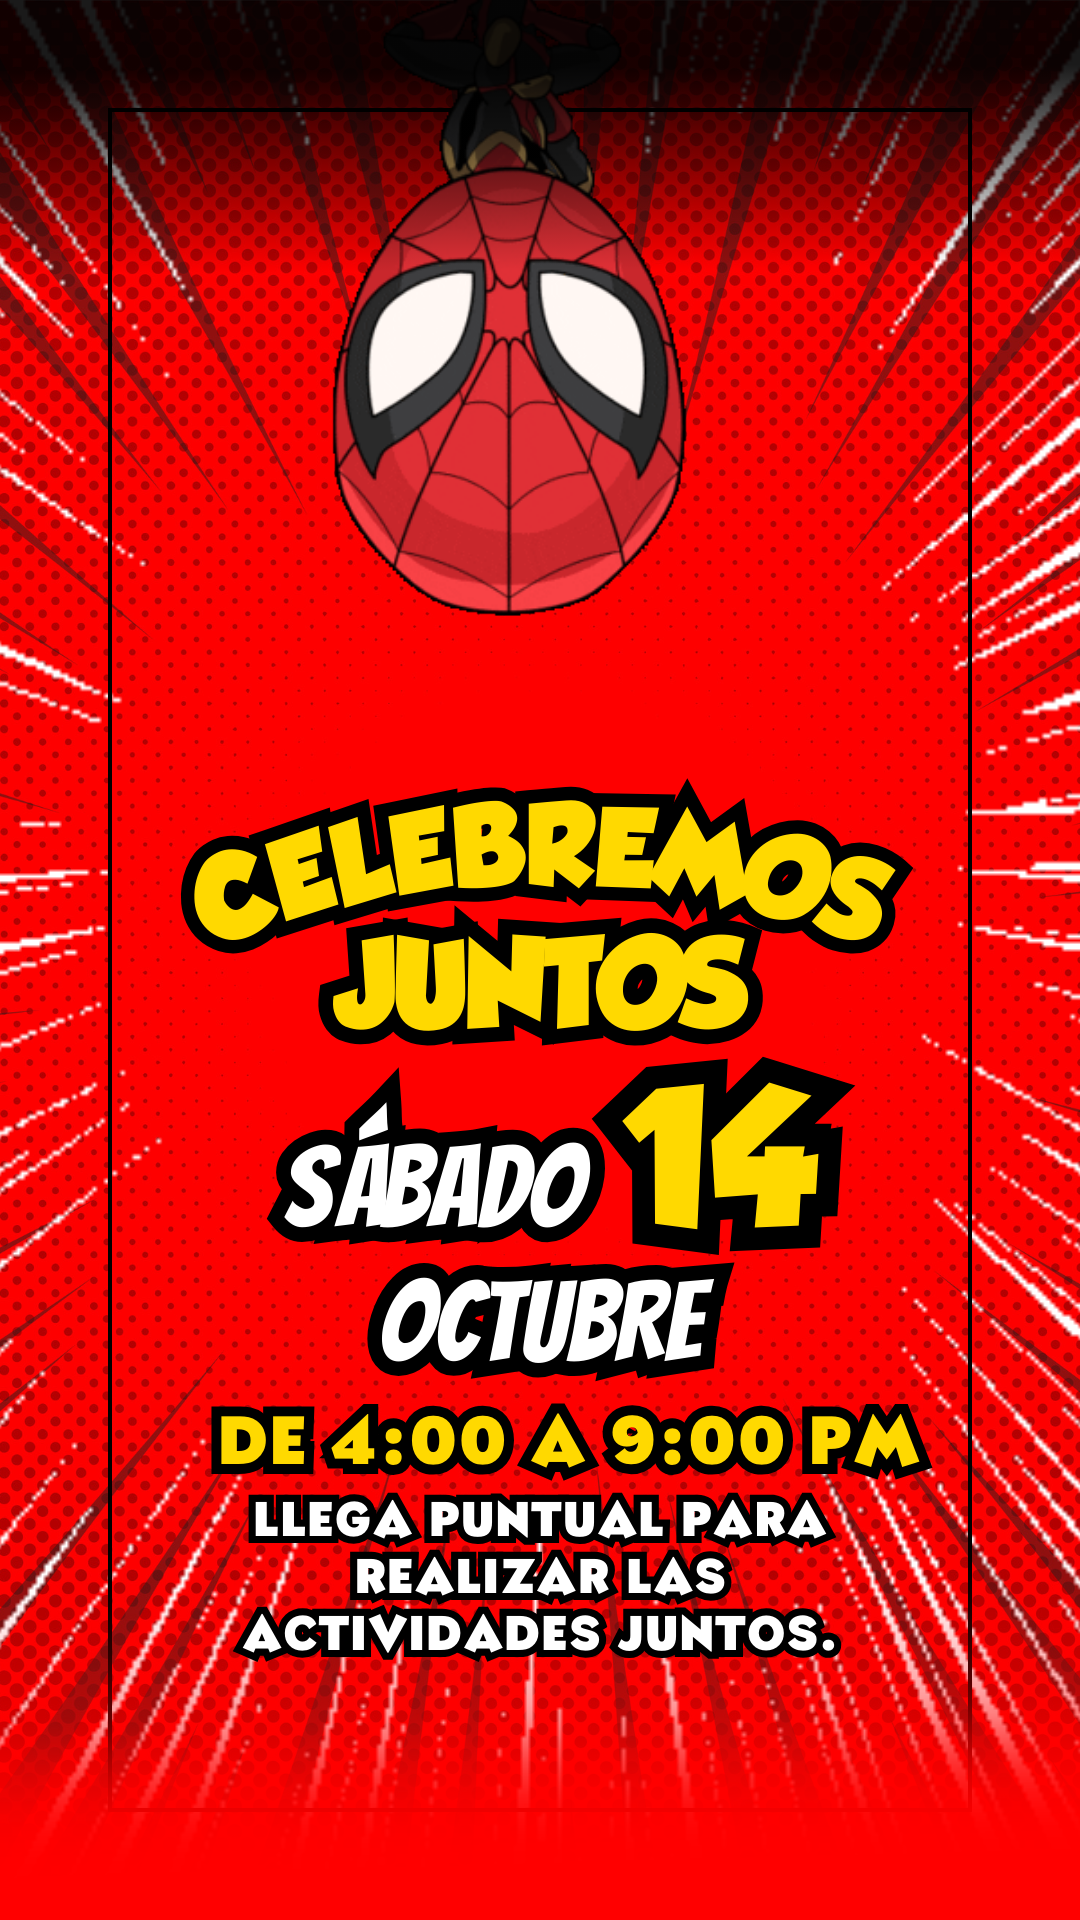 CELEBREMOS
JUNTOS
SÁBADO 14
OCTUBRE
DE 4:00 A 9:00 PM
LLEGA PUNTUAL PARA
REALIZAR LAS
ACTIVIDADES JUNTOS.